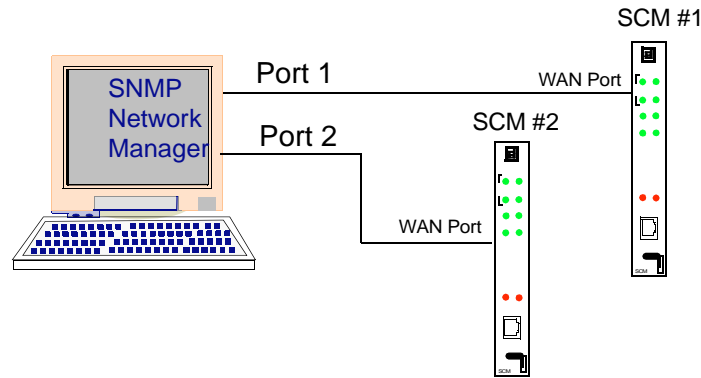 SCM #1
Port 1
WAN Port
SNMP
Network
Manager
Port 2
SCM #2
WAN Port
SCM
SCM